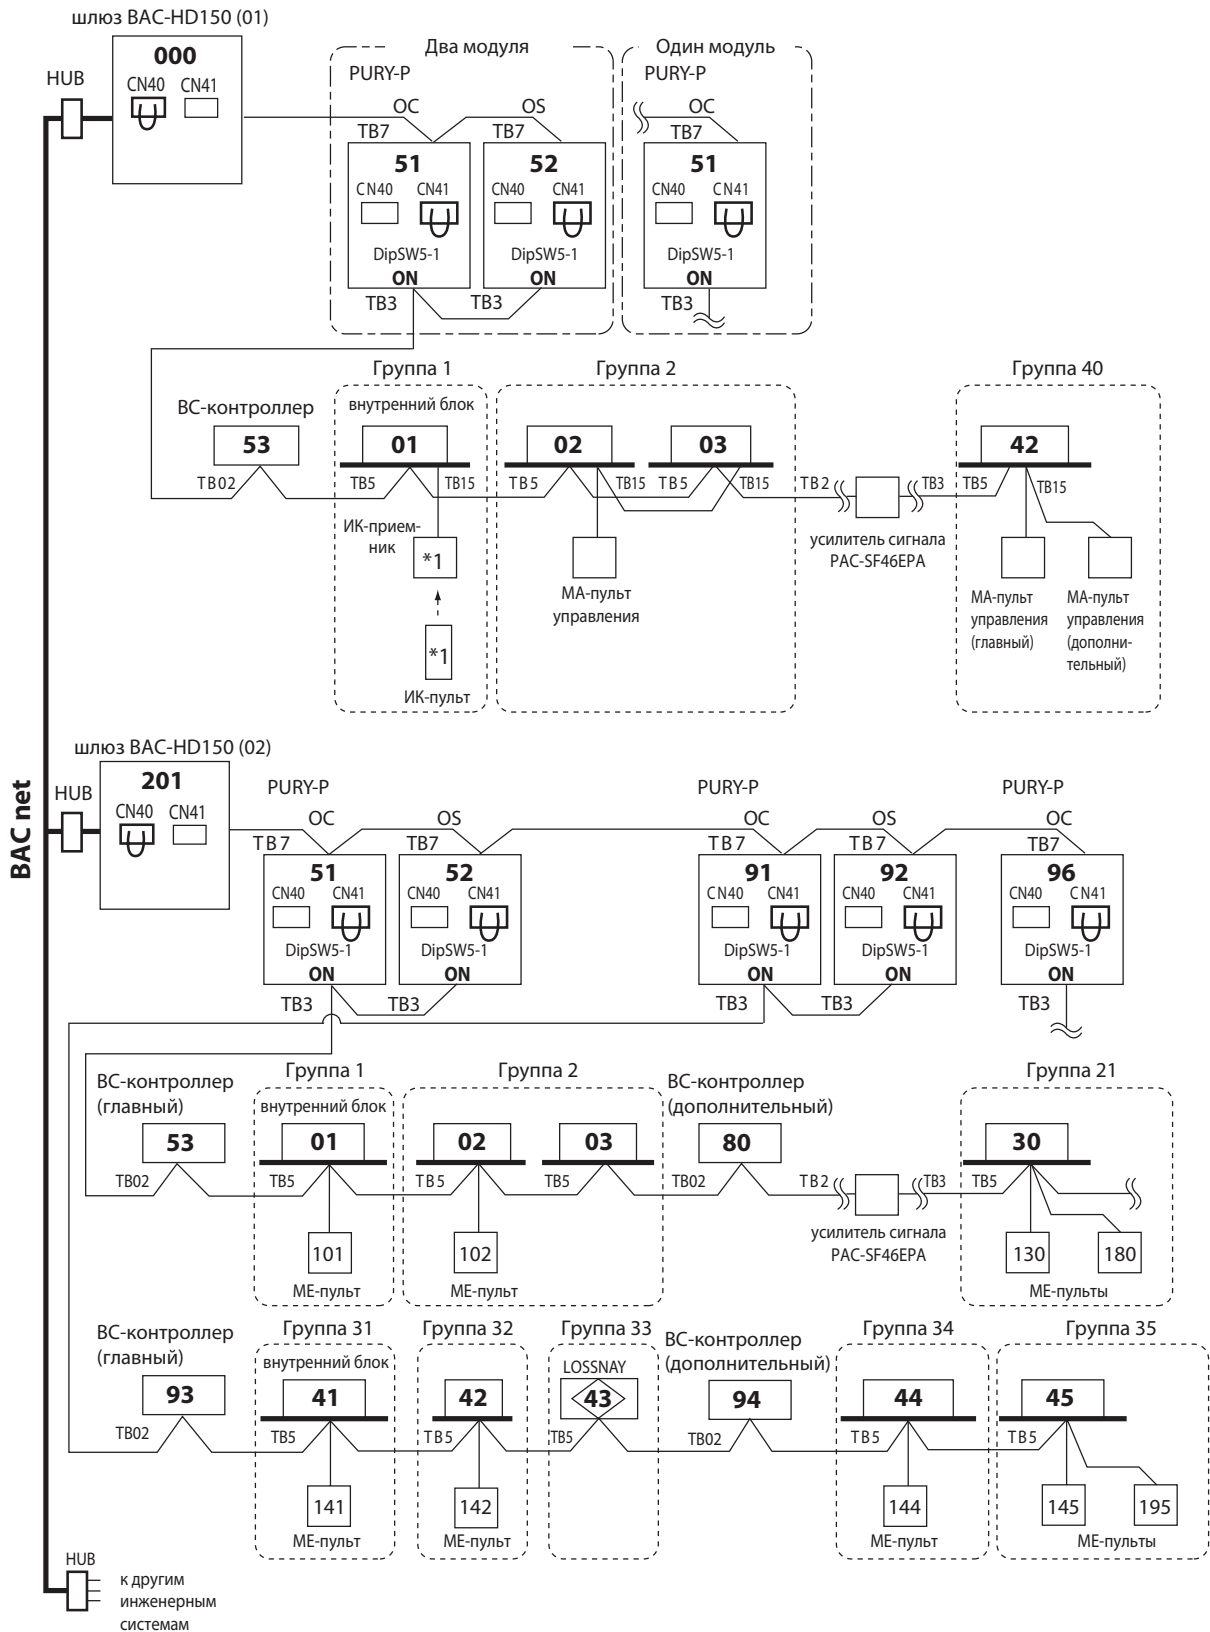 шлюз BAC-HD150 (01)
000
CN40 CN41
HUB
Два модуля
PURY-P
OC OS
TB7 TB7
51 52
CN40 CN41 CN40 CN41
DipSW5-1 DipSW5-1
ON ON
TB3 TB3
Один модуль
PURY-P
OC
TB7
51
CN40 CN41
DipSW5-1
ON
TB3
Группа 1 Группа 2 Группа 40
BC-контроллер
внутренний блок
53 01 02 03 42
TB02 TB5 TB15 TB5 TB15 TB5 TB15 TB2 TB3 TB5 TB15
ИК-прием-
ник
*1
*1
ИК-пульт
MA-пульт
управления
усилитель сигнала
PAC-SF46EPA
MA-пульт
управления
(главный)
MA-пульт
управления
(дополни-
тельный)
BAC net
шлюз BAC-HD150 (02)
201
CN40 CN41
HUB
PURY-P PURY-P PURY-P
OC OS OC OS OC
TB7 TB7 TB7 TB7 TB7
51 52 91 92 96
CN40 CN41 CN40 CN41 CN40 CN41 CN40 CN41 CN40 CN41
DipSW5-1 DipSW5-1 DipSW5-1 DipSW5-1 DipSW5-1
ON ON ON ON ON
TB3 TB3 TB3 TB3 TB3
BC-контроллер
(главный)
Группа 1 Группа 2
BC-контроллер
(дополнительный)
Группа 21
внутренний блок
53 01 02 03 80 30
TB02 TB5 TB5 TB5 TB02 TB2 TB3 TB5
101 102 130 180
ME-пульт ME-пульт
усилитель сигнала
PAC-SF46EPA
ME-пульты
BC-контроллер
(главный)
Группа 31 Группа 32 Группа 33
BC-контроллер
(дополнительный)
Группа 34 Группа 35
внутренний блок
LOSSNAY
93 41 42 43 94 44 45
TB02 TB5 TB5 TB5 TB02 TB5 TB5
141 142 144 145 195
ME-пульт ME-пульт ME-пульт ME-пульты
HUB
к другим
инженерным
системам